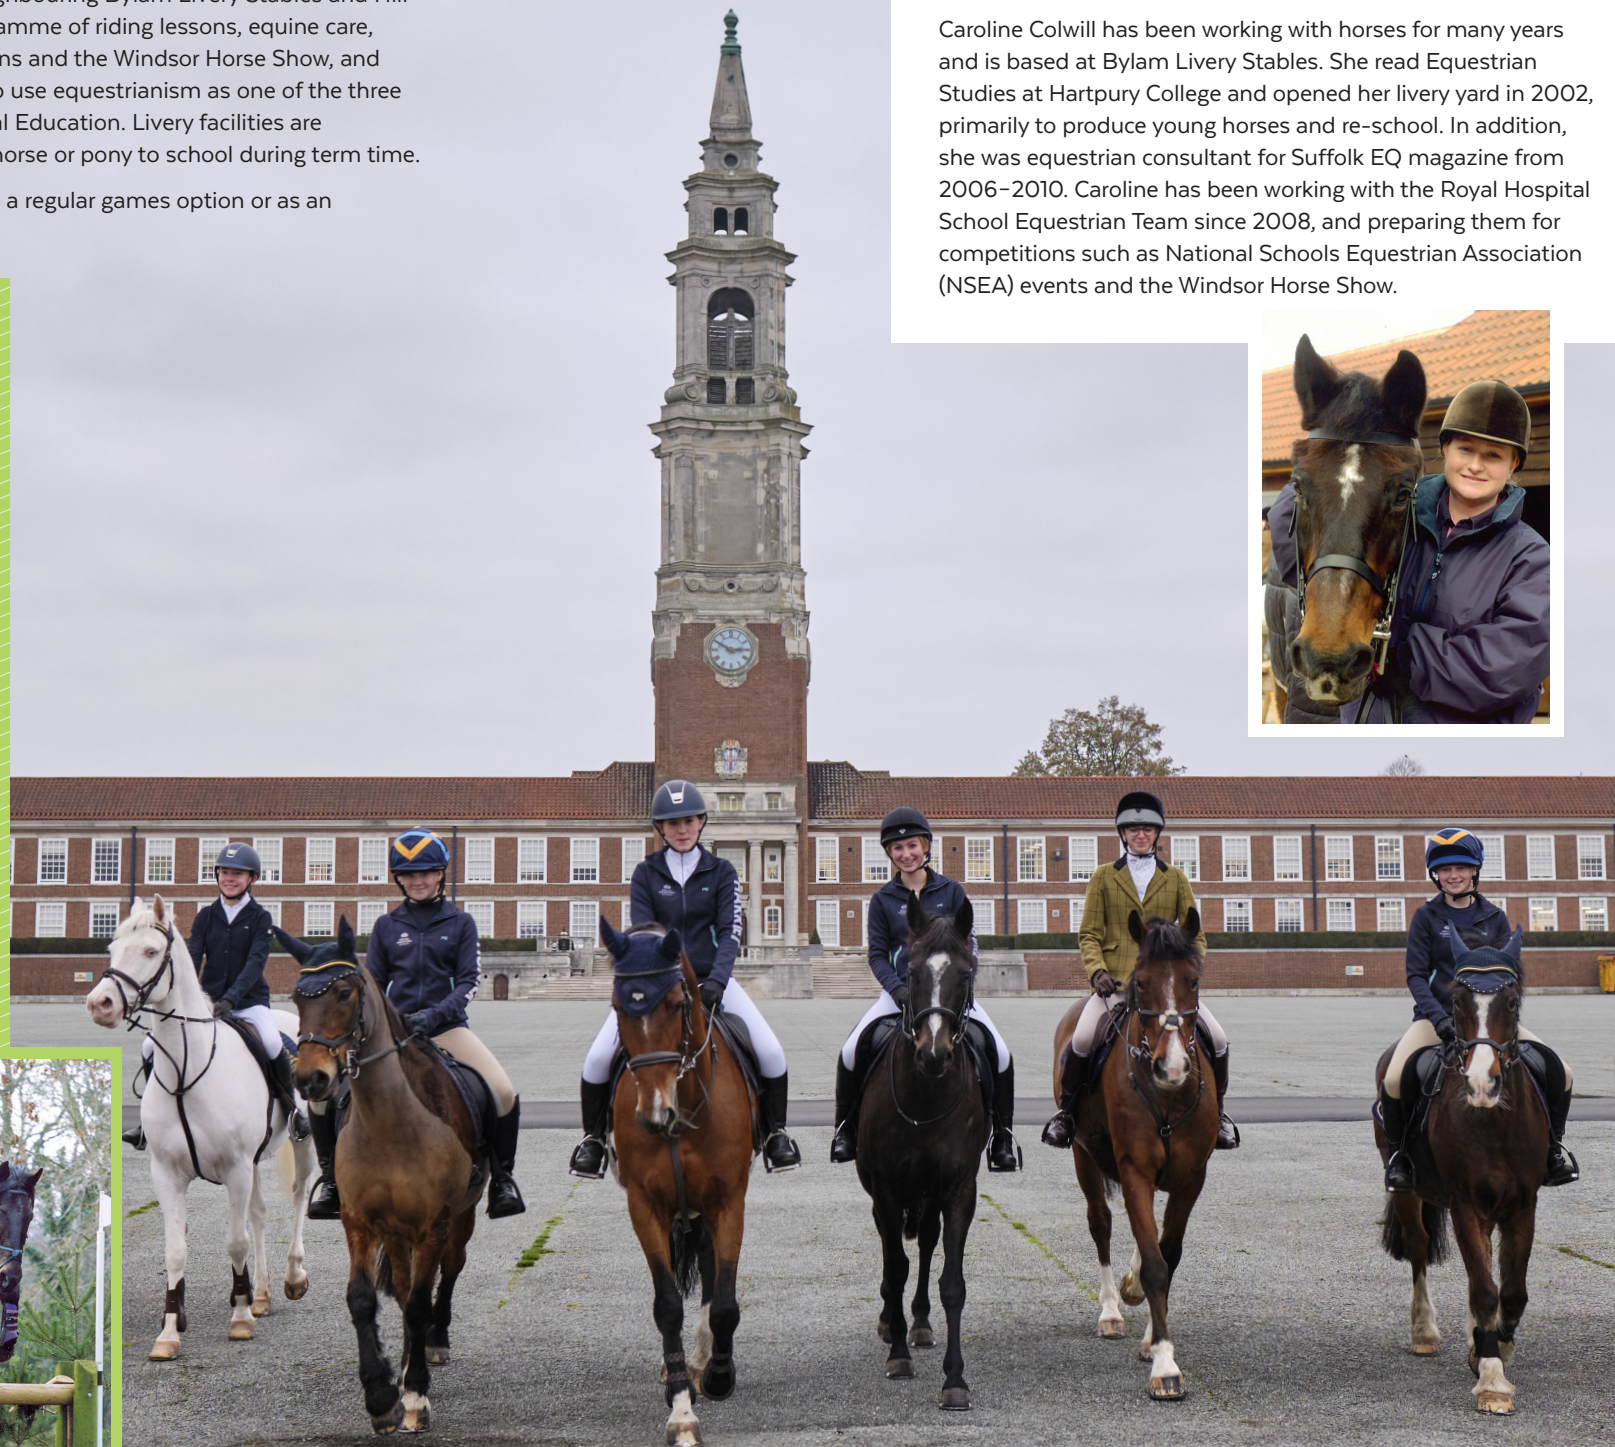 amme of riding lessons, equine care,
ns and the Windsor Horse Show, and
use equestrianism as one of the three
al Education. Livery facilities are
horse or pony to school during term time.
a regular games option or as an
Caroline Colwill has been working with horses for many years
and is based at Bylam Livery Stables. She read Equestrian
Studies at Hartpury College and opened her livery yard in 2002,
primarily to produce young horses and re-school. In addition,
she was equestrian consultant for Suffolk EQ magazine from
2006–2010. Caroline has been working with the Royal Hospital
School Equestrian Team since 2008, and preparing them for
competitions such as National Schools Equestrian Association
(NSEA) events and the Windsor Horse Show.